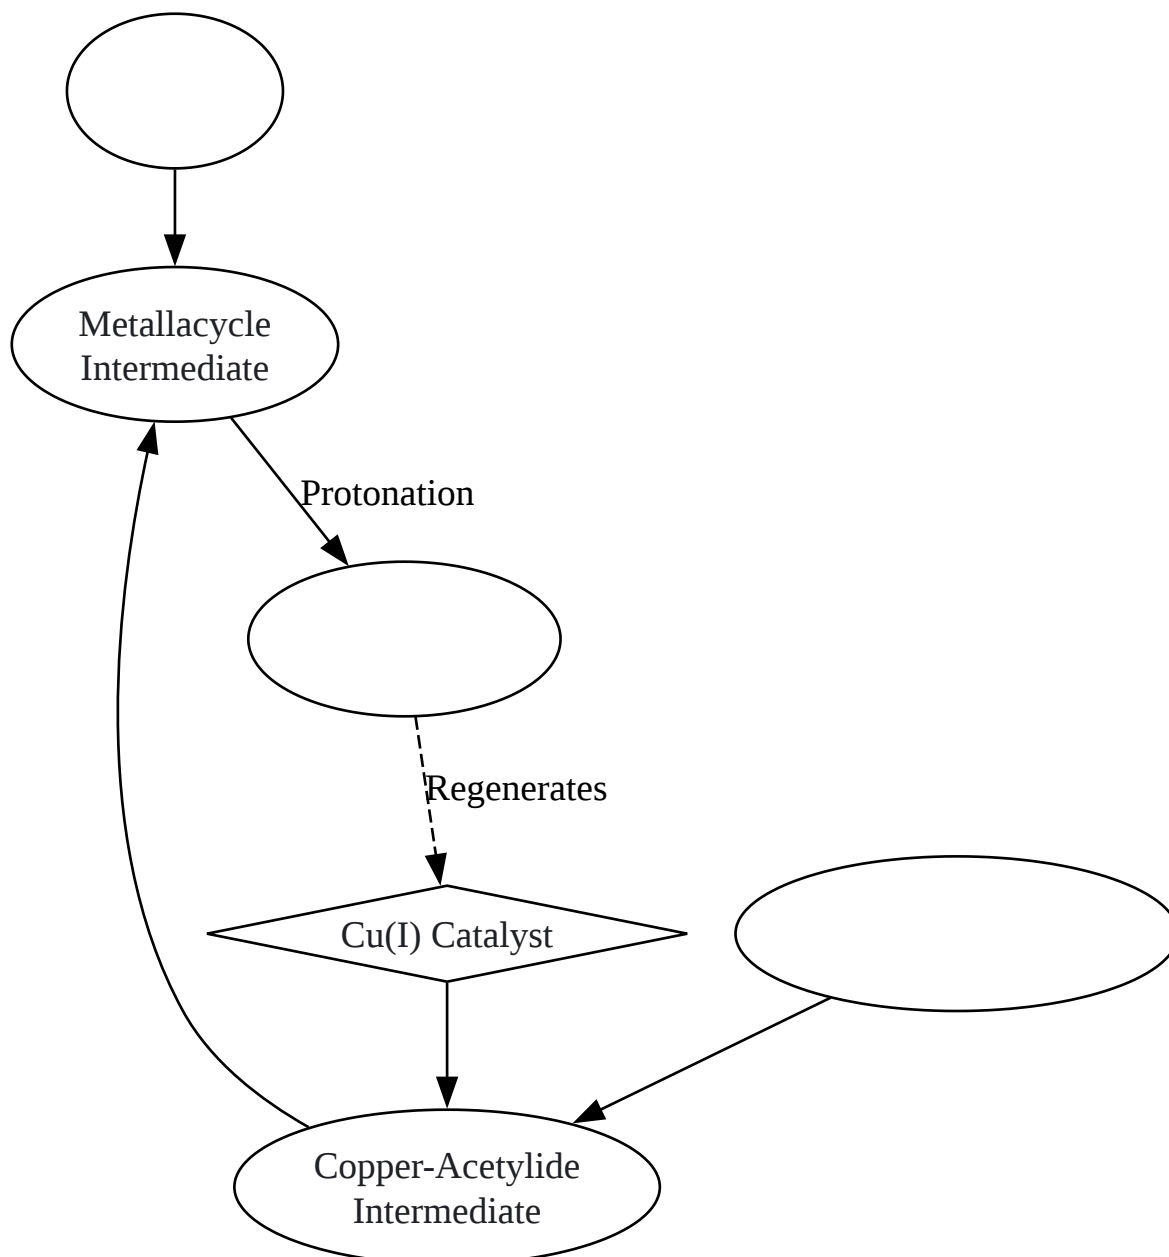 Metallacycle
Intermediate
Protonation
Regenerates
Cu(I) Catalyst
Copper-Acetylide
Intermediate